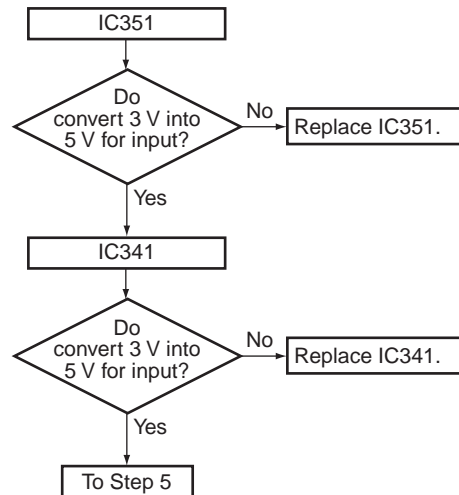 IC351
Do
convert 3 V into
5 V for input?
No
Replace IC351.
Yes
IC341
Do
convert 3 V into
5 V for input?
No
Replace IC341.
Yes
To Step 5